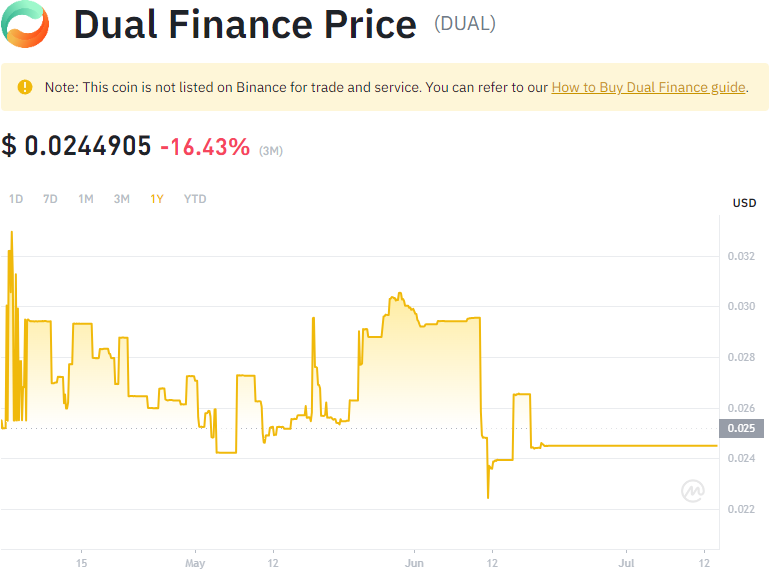 Dual Finance Price (DUAL)
Note: This coin is not listed on Binance for trade and service. You can refer to our How to Buy Dual Finance guide.
$ 0.0244905 -16.43% (3M)
1D 7D 1M 3M 1Y YTD
USD
0.032
0.030
0.028
0.026
0.025
0.024
0.022
15 May 12 Jun 12 Jul 12